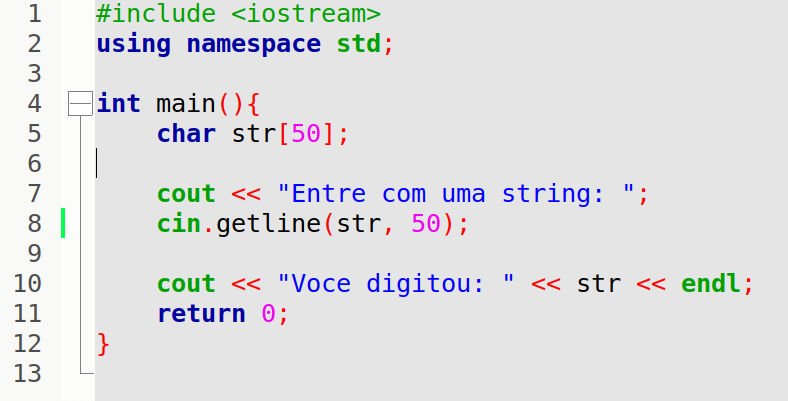 1 #include <iostream>
2 using namespace std;
3
4 int main(){
5     char str[50];
6
7     cout << "Entre com uma string: ";
8     cin.getline(str, 50);
9
10     cout << "Voce digitou: " << str << endl;
11     return 0;
12 }
13